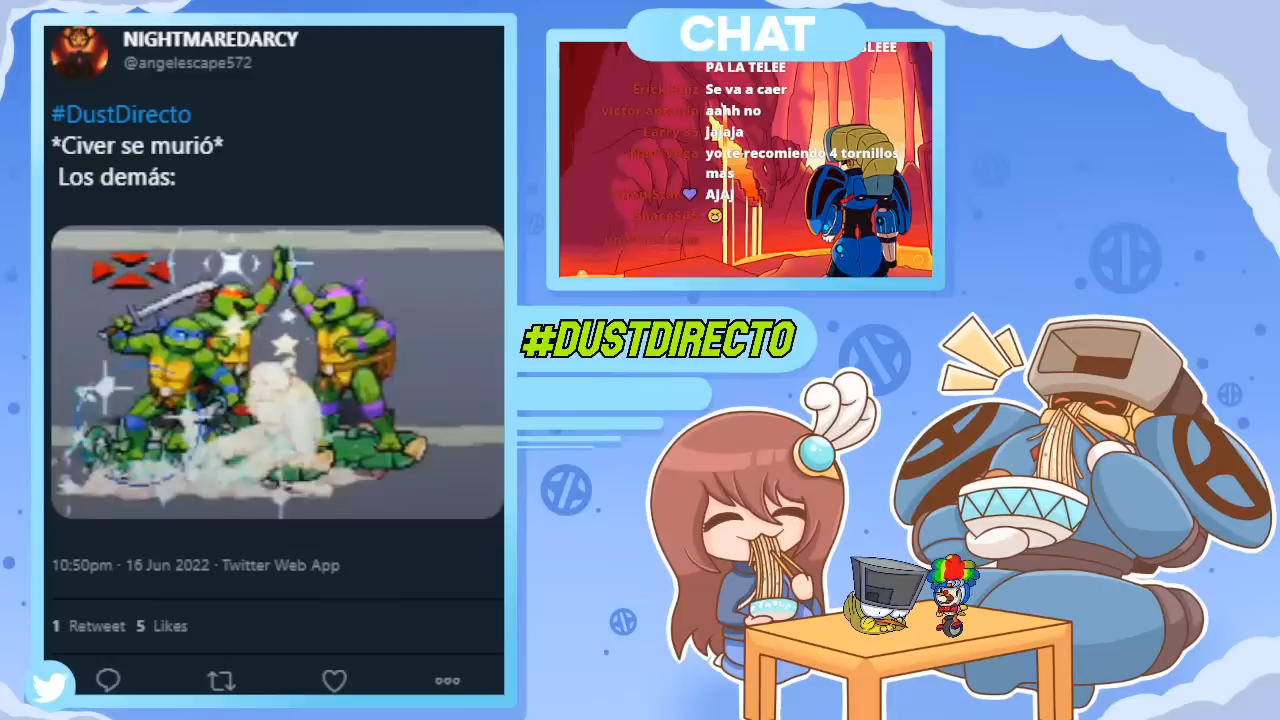 NIGHTMAREDARCY
@angelescape572
#DustDirecto
*Civer se murió*
Los demás:
10:50pm · 16 Jun 2022 · Twitter Web App
1 Retweet 5 Likes
CHAT
PA LA TELEE
Se va a caer
aahh no
jajaja
yo te recomiendo 4 tornillos
mas
AJAJ
#DUSTDIRECTO